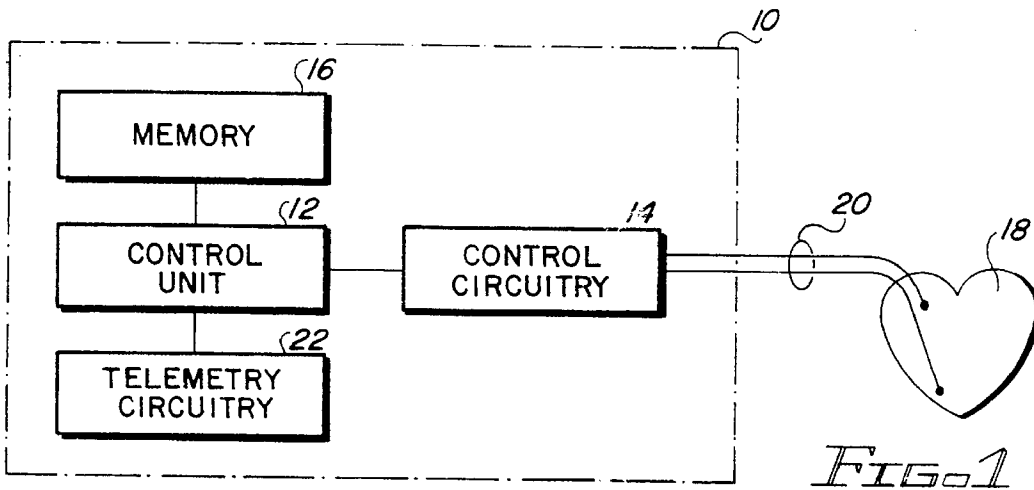 10
16
MEMORY
12
CONTROL
UNIT
14
CONTROL
CIRCUITRY
20
18
22
TELEMETRY
CIRCUITRY
FIG-1